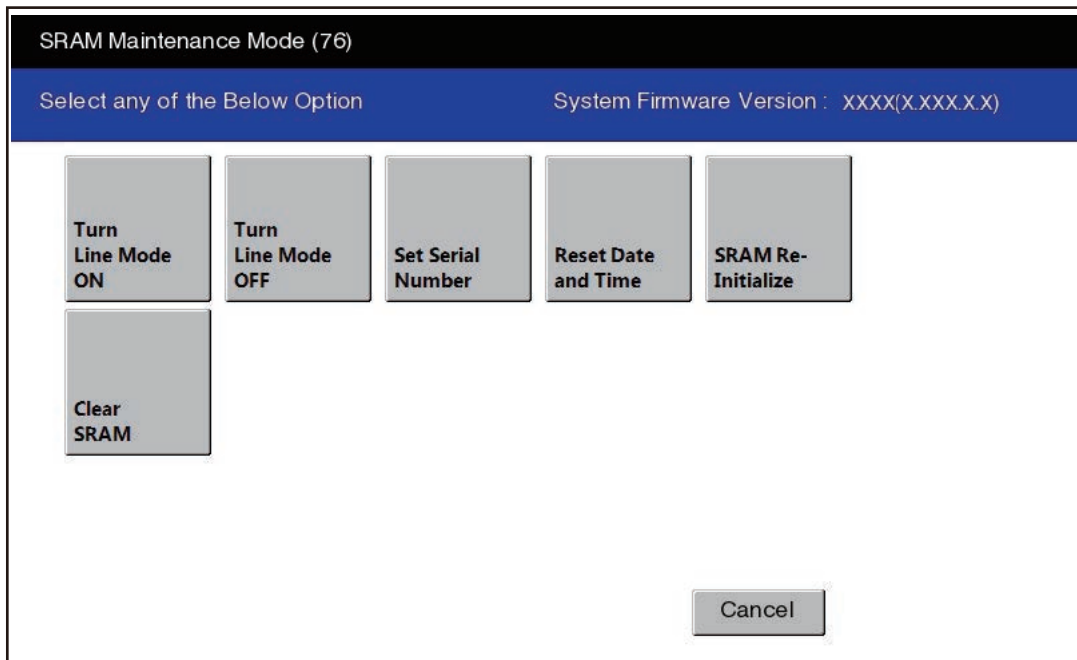 SRAM Maintenance Mode (76)
Select any of the Below Option
System Firmware Version : XXXX(X.XXX.X.X)
Turn
Line Mode
ON
Turn
Line Mode
OFF
Set Serial
Number
Reset Date
and Time
SRAM Re-
Initialize
Clear
SRAM
Cancel